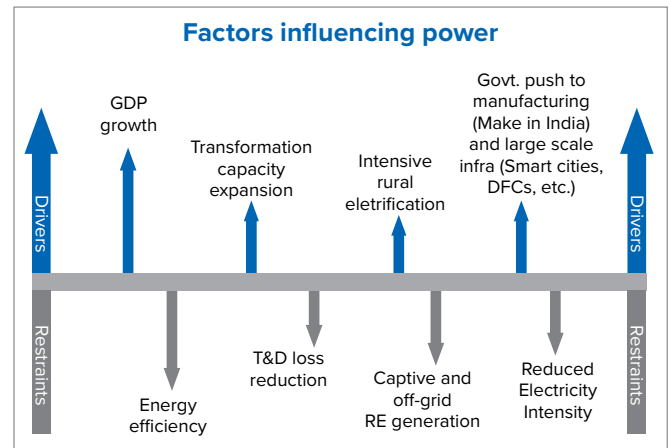 Factors influencing power
Drivers
GDP
growth
Transformation
capacity
expansion
Intensive
rural
eletrification
Govt. push to
manufacturing
(Make in India)
and large scale
infra (Smart cities,
DFCs, etc.)
Drivers
Restraints
Energy
efficiency
T&D loss
reduction
Captive and
off-grid
RE generation
Reduced
Electricity
Intensity
Restraints